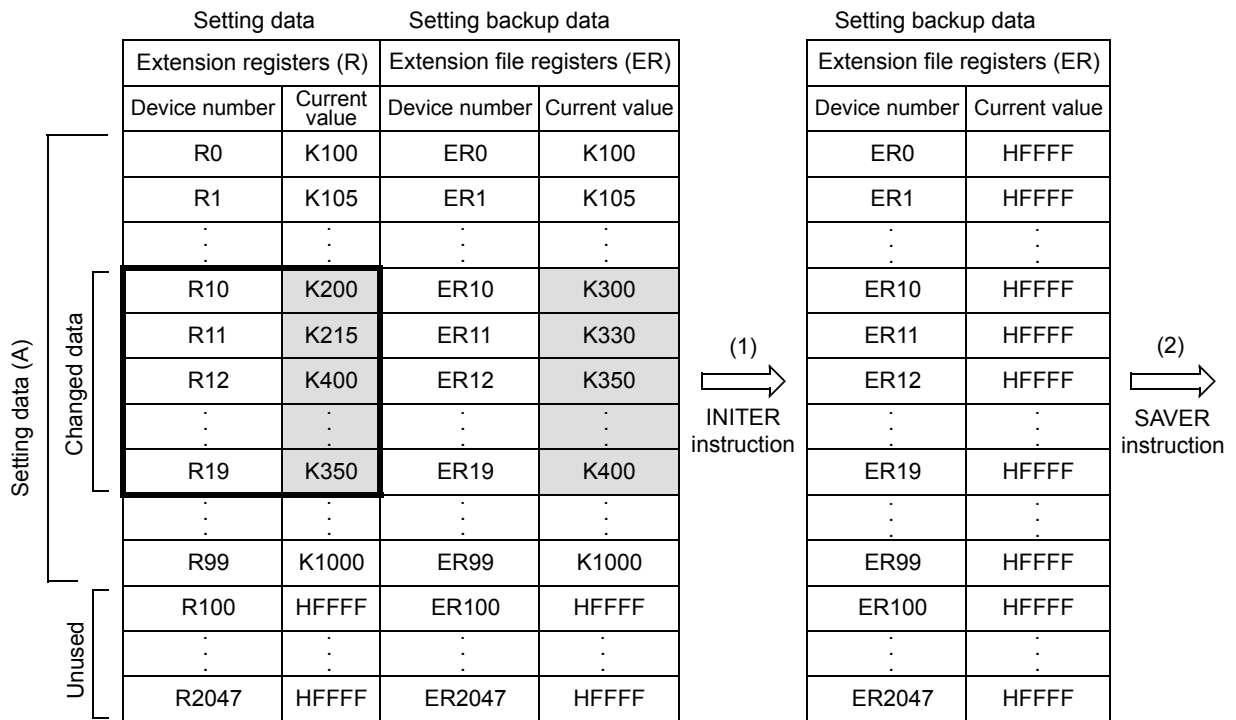 Setting data Setting backup data Setting backup data
Extension registers (R) Extension file registers (ER) Extension file registers (ER)
Device number Current value Device number Current value Device number Current value
R0 K100 ER0 K100 ER0 HFFFF
R1 K105 ER1 K105 ER1 HFFFF
: : : : : :
R10 K200 ER10 K300 ER10 HFFFF
R11 K215 ER11 K330 ER11 HFFFF
R12 K400 ER12 K350 ER12 HFFFF
: : : : : :
R19 K350 ER19 K400 ER19 HFFFF
: : : : : :
R99 K1000 ER99 K1000 ER99 HFFFF
R100 HFFFF ER100 HFFFF ER100 HFFFF
: : : : : :
R2047 HFFFF ER2047 HFFFF ER2047 HFFFF
Setting data (A)
Changed data
Unused
(1)
INITER
instruction
(2)
SAVER
instruction